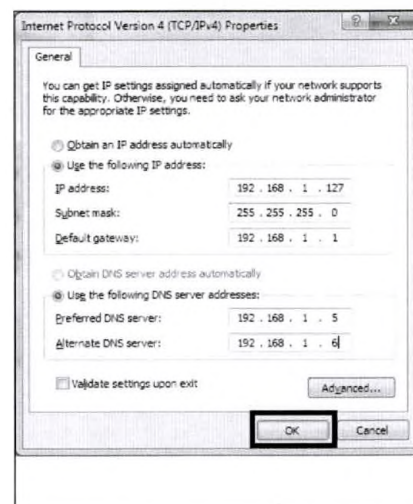 Internet Protocol Version 4 (TCP/IPv4) Properties
General
You can get IP settings assigned automatically if your network supports
this capability. Otherwise, you need to ask your network administrator
for the appropriate IP settings.
Obtain an IP address automatically
Use the following IP address:
IP address: 192 . 168 . 1 . 127
Subnet mask: 255 . 255 . 255 . 0
Default gateway: 192 . 168 . 1 . 1
Obtain DNS server address automatically
Use the following DNS server addresses:
Preferred DNS server: 192 . 168 . 1 . 5
Alternate DNS server: 192 . 168 . 1 . 6
Validate settings upon exit
Advanced...
OK Cancel